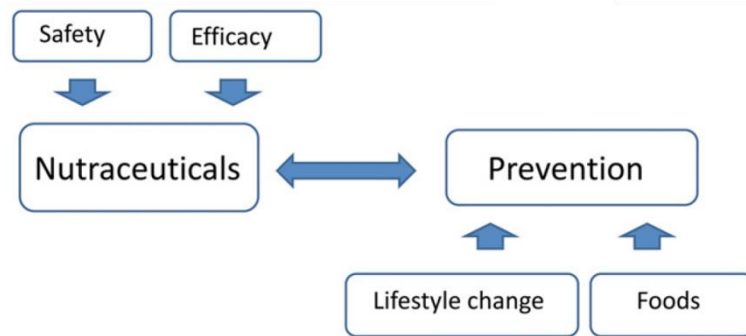 Safety
Efficacy
Nutraceuticals
Prevention
Lifestyle change
Foods